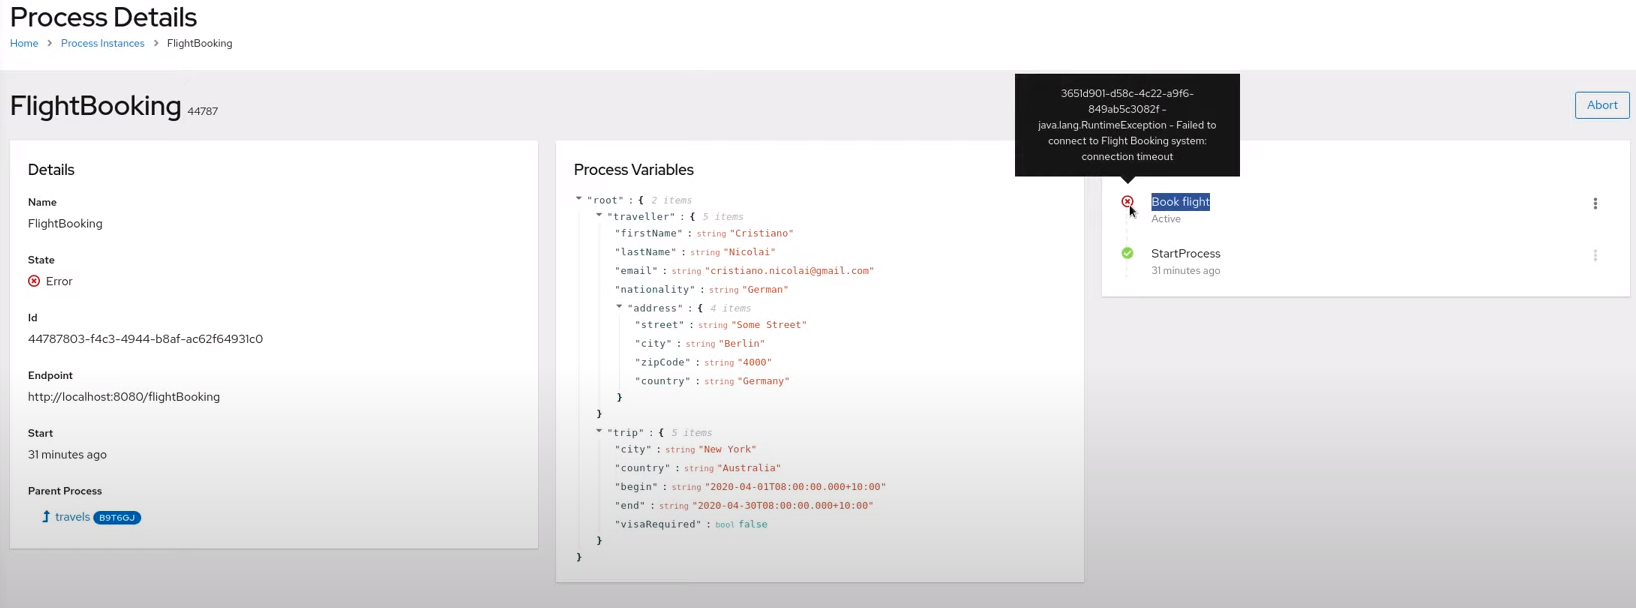 Process Details
Home > Process Instances > FlightBooking
FlightBooking 44787
Abort
Details
Name
FlightBooking
State
Error
Id
44787803-f4c3-4944-b8af-ac62f64931c0
Endpoint
http://localhost:8080/flightBooking
Start
31 minutes ago
Parent Process
travels B9T6GJ
Process Variables
"root" : { 2 items
"traveller" : { 5 items
"firstName" : string "Cristiano"
"lastName" : string "Nicolai"
"email" : string "cristiano.nicolai@gmail.com"
"nationality" : string "German"
"address" : { 4 items
"street" : string "Some Street"
"city" : string "Berlin"
"zipCode" : string "4000"
"country" : string "Germany"
}
}
"trip" : { 5 items
"city" : string "New York"
"country" : string "Australia"
"begin" : string "2020-04-01T08:00:00.000+10:00"
"end" : string "2020-04-30T08:00:00.000+10:00"
"visaRequired" : bool false
}
}
3651d901-d58c-4c22-a9f6-
849ab5c3082f -
java.lang.RuntimeException - Failed to
connect to Flight Booking system:
connection timeout
Book flight
Active
StartProcess
31 minutes ago